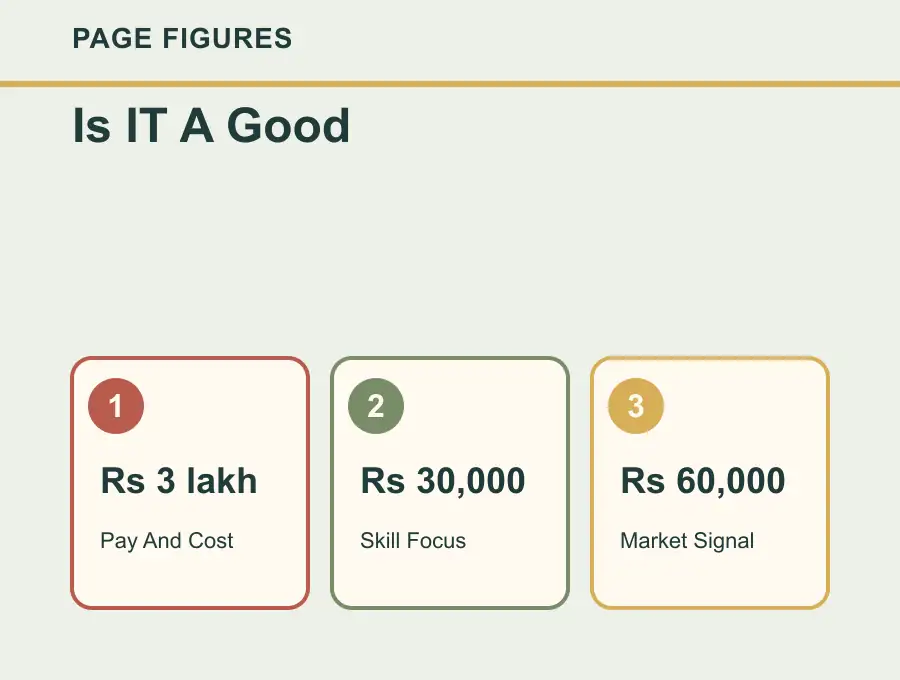 PAGE FIGURES
Is IT A Good
1
Rs 3 lakh
Pay And Cost
2
Rs 30,000
Skill Focus
3
Rs 60,000
Market Signal